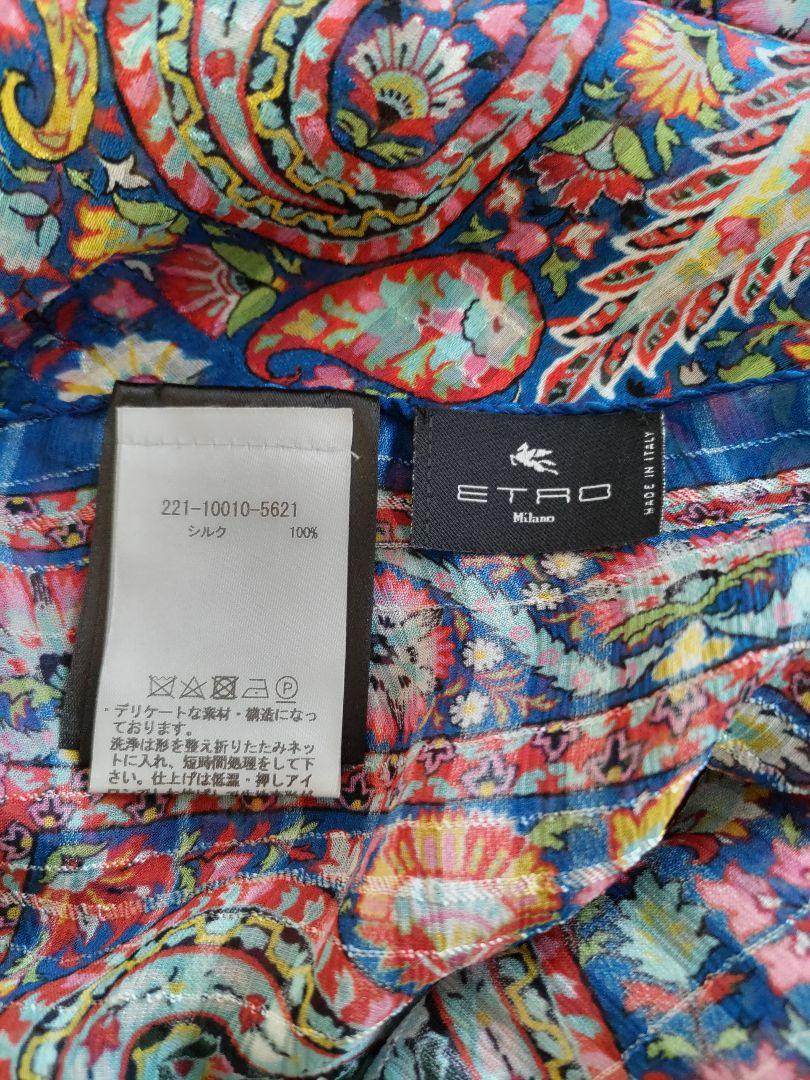 221-10010-5621
シルク 100%
P
・デリケートな素材・構造になっ
ております。
洗浄は形を整え折りたたみネッ
トに入れ、短時間処理をして下
さい。仕上げは低温・押しアイ
ETRO
Milano
MADE IN ITALY